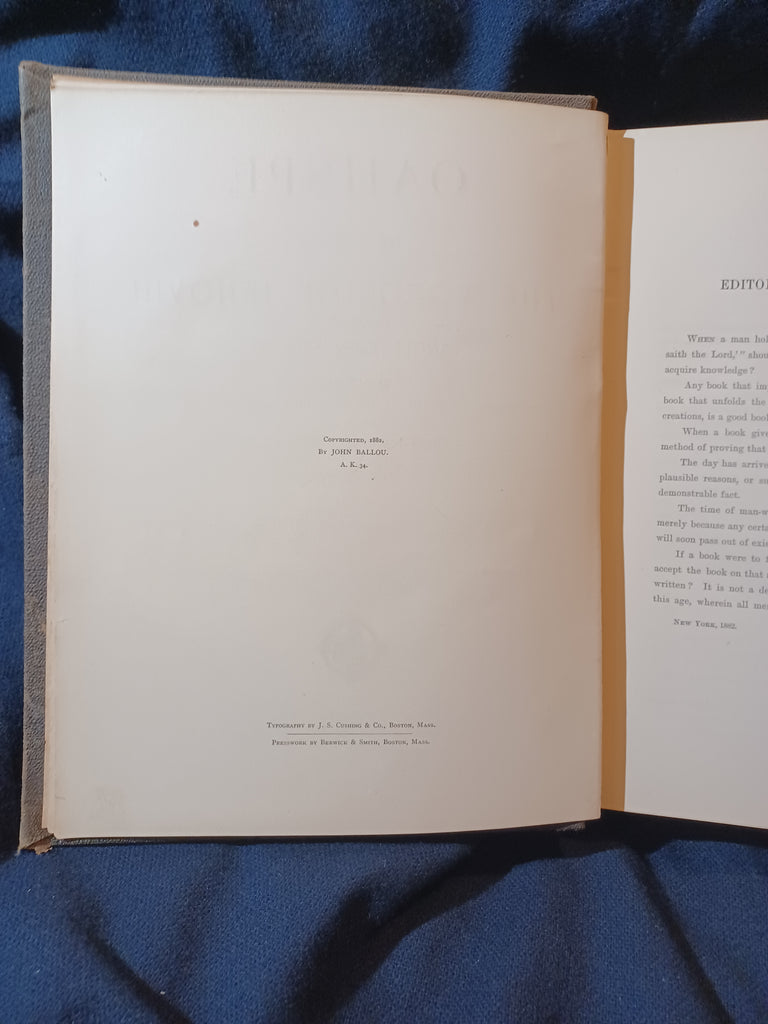 Copyrighted, 1882,
By JOHN BALLOU.
A. K. 34.
Typography by J. S. Cushing & Co., Boston, Mass.
Presswork by Berwick & Smith, Boston, Mass.
EDITO
When a man hol
saith the Lord,' " shou
acquire knowledge?
Any book that im
book that unfolds the
creations, is a good boo
When a book give
method of proving that
The day has arrive
plausible reasons, or su
demonstrable fact.
The time of man-w
merely because any certa
will soon pass out of exi
If a book were to
accept the book on that
written? It is not a de
this age, wherein all me
New York, 1882.